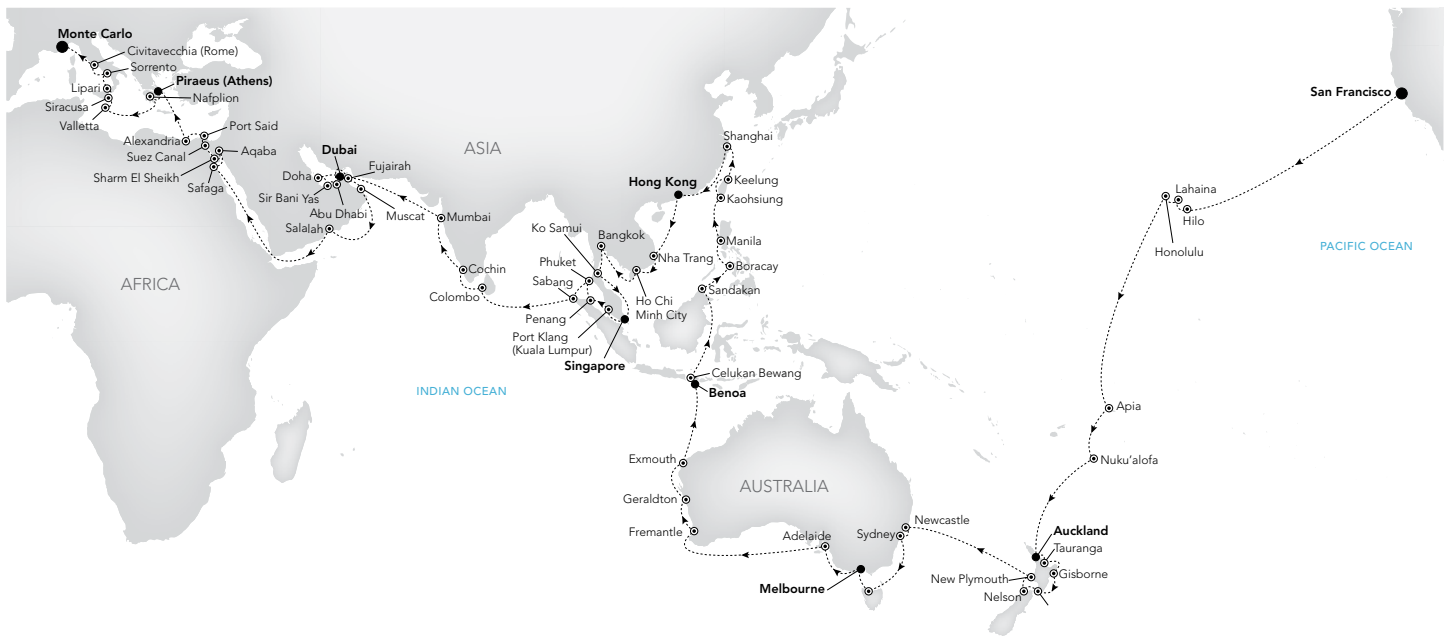 Monte Carlo
Civitavecchia (Rome)
Sorrento
Piraeus (Athens)
Lipari
Nafplion
Siracusa
Valletta
Port Said
Alexandria
Suez Canal
Aqaba
Sharm El Sheikh
Safaga
Dubai
Fujairah
Doha
Sir Bani Yas
Abu Dhabi
Muscat
Salalah
Mumbai
Cochin
Colombo
ASIA
AFRICA
INDIAN OCEAN
Shanghai
Hong Kong
Keelung
Kaohsiung
Ko Samui
Bangkok
Manila
Nha Trang
Boracay
Phuket
Sabang
Sandakan
Ho Chi
Minh City
Penang
Port Klang
(Kuala Lumpur)
Singapore
Celukan Bewang
Benoa
Exmouth
AUSTRALIA
Geraldton
Fremantle
Adelaide
Newcastle
Sydney
Melbourne
San Francisco
Lahaina
Hilo
Honolulu
PACIFIC OCEAN
Apia
Nuku’alofa
Auckland
Tauranga
Gisborne
New Plymouth
Nelson